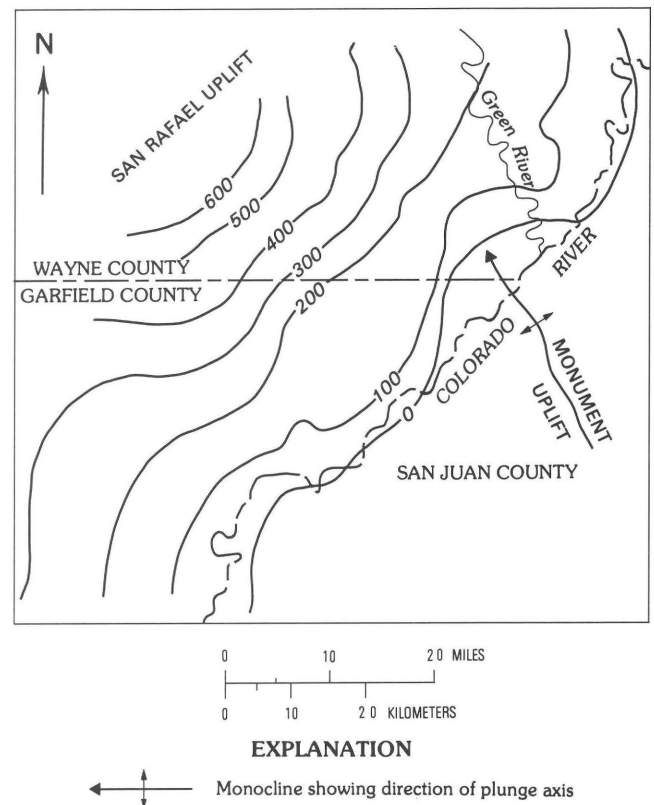 N
SAN RAFAEL UPLIFT
600
500
400
300
200
100
0
Green River
WAYNE COUNTY
GARFIELD COUNTY
COLORADO RIVER
MONUMENT
UPLIFT
SAN JUAN COUNTY
0 10 20 MILES
0 10 20 KILOMETERS
EXPLANATION
Monocline showing direction of plunge axis